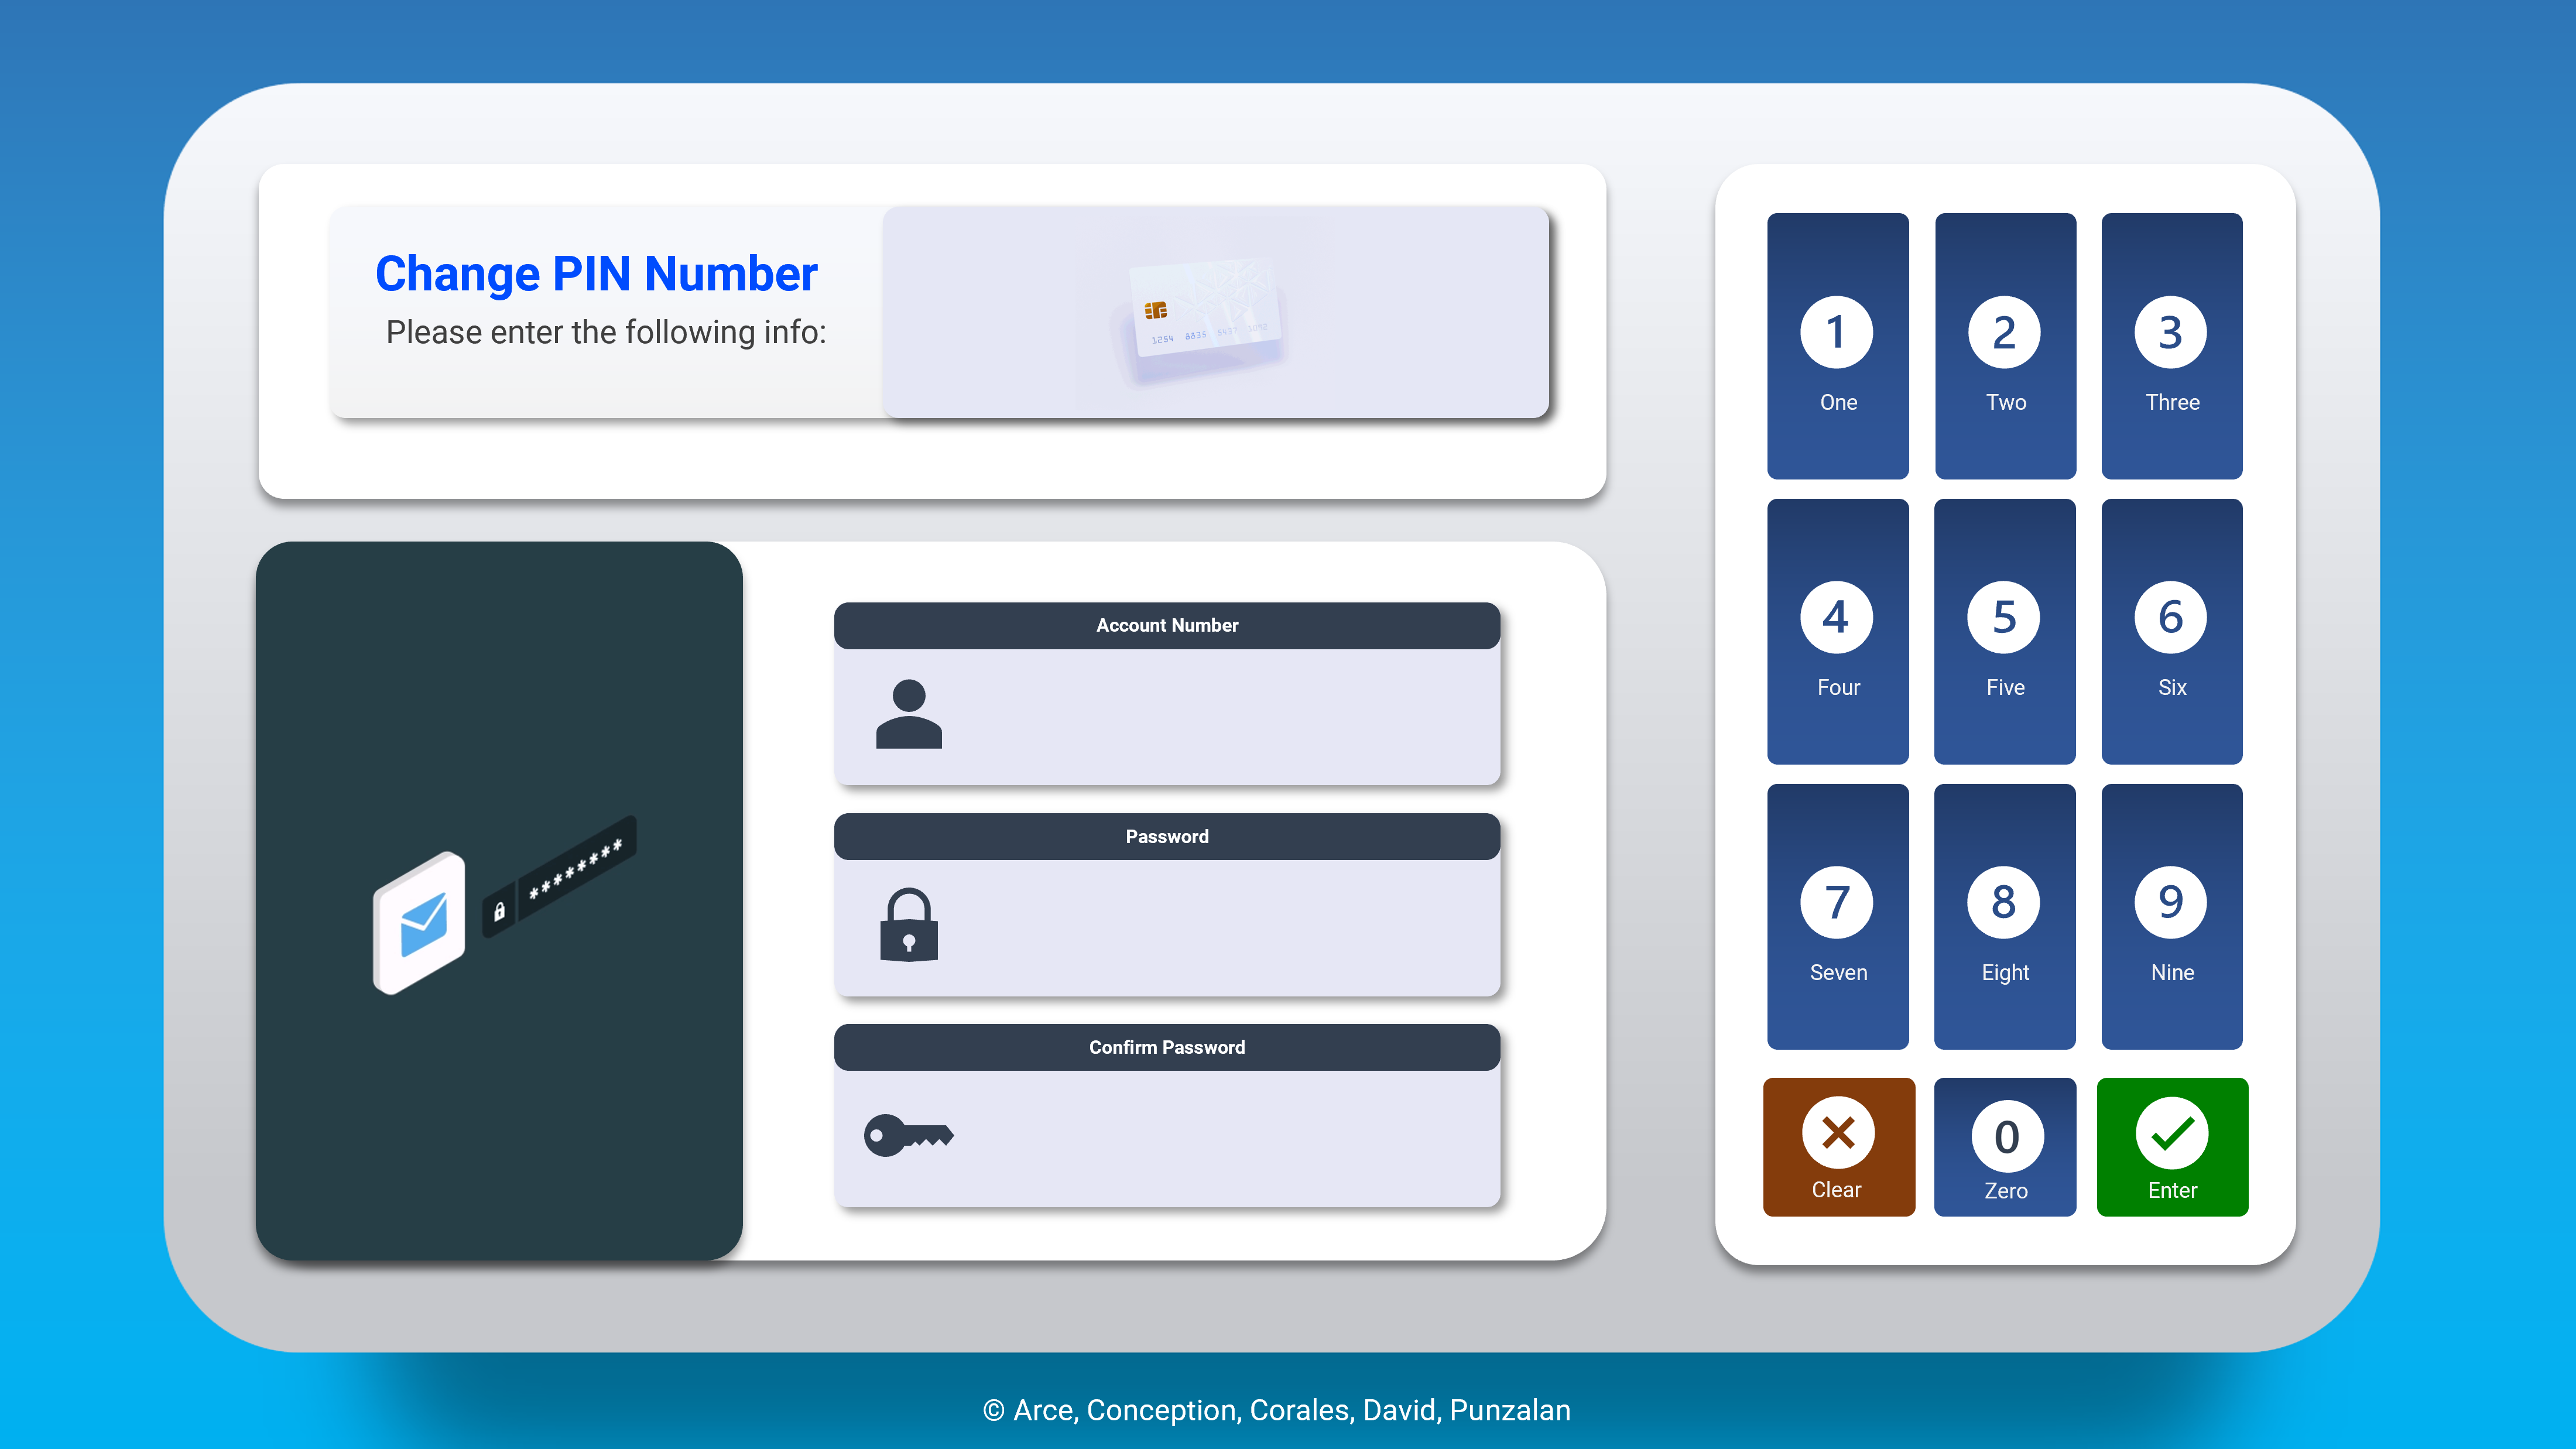 Change PIN Number
Please enter the following info:
1254 8835 
Account Number
Password
********
Confirm Password
1 2 3
One Two Three
4 5 6
Four Five Six
7 8 9
Seven Eight Nine
0
Clear Zero Enter
© Arce, Conception, Corales, David, Punzalan